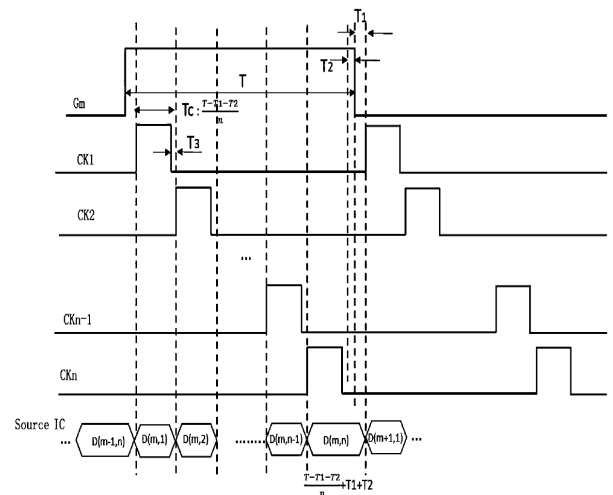 T1
T2
T
Gm
Tc : T-T1-T2/n
T3
CK1
CK2
...
CKn-1
CKn
Source IC
... D(m-1,n) D(m,1) D(m,2) ......... D(m,n-1) D(m,n) D(m+1,1) ...
T-T1-T2/n +T1+T2